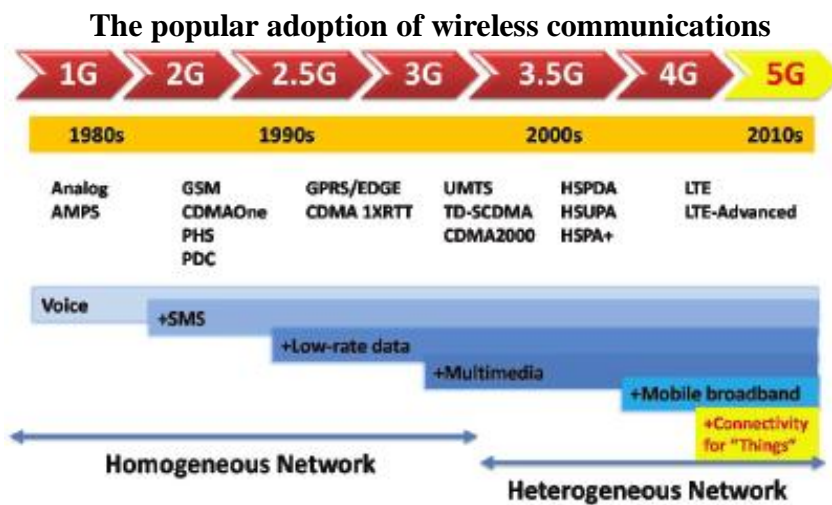 The popular adoption of wireless communications
1G 2G 2.5G 3G 3.5G 4G 5G
1980s 1990s 2000s 2010s
Analog GSM GPRS/EDGE UMTS HSPDA LTE
AMPS CDMAOne CDMA 1XRTT TD-SCDMA HSUPA LTE-Advanced
PHS CDMA2000 HSPA+
PDC
Voice
+SMS
+Low-rate data
+Multimedia
+Mobile broadband
+Connectivity
for "Things"
Homogeneous Network
Heterogeneous Network